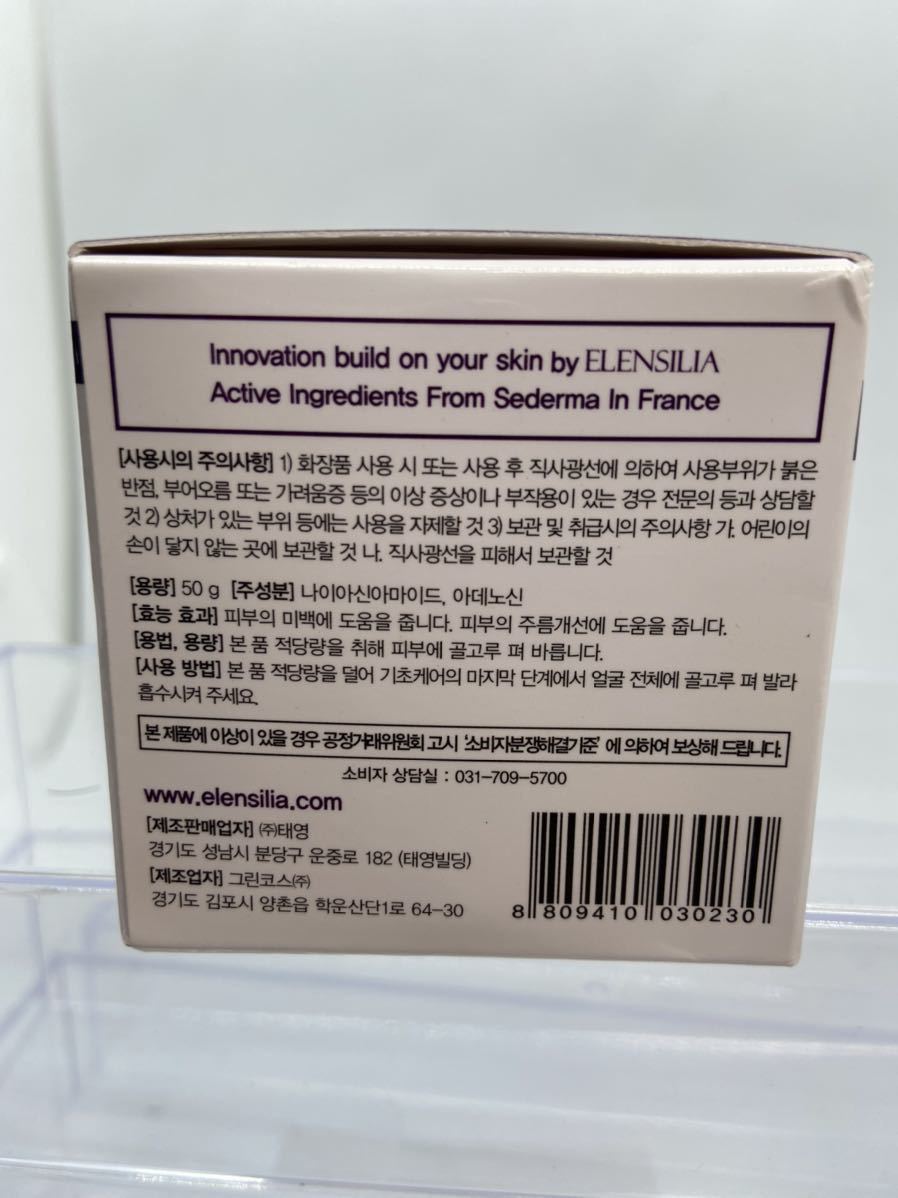 Innovation build on your skin by ELENSILIA
Active Ingredients From Sederma In France
[사용시의 주의사항] 1) 화장품 사용 시 또는 사용 후 직사광선에 의하여 사용부위가 붉은
반점, 부어오름 또는 가려움증 등의 이상 증상이나 부작용이 있는 경우 전문의 등과 상담할
것 2) 상처가 있는 부위 등에는 사용을 자제할 것 3) 보관 및 취급시의 주의사항 가. 어린이의
손이 닿지 않는 곳에 보관할 것 나. 직사광선을 피해서 보관할 것
[용량] 50 g [주성분] 나이아신아마이드, 아데노신
[효능 효과] 피부의 미백에 도움을 줍니다. 피부의 주름개선에 도움을 줍니다.
[용법, 용량] 본 품 적당량을 취해 피부에 골고루 펴 바릅니다.
[사용 방법] 본 품 적당량을 덜어 기초케어의 마지막 단계에서 얼굴 전체에 골고루 펴 발라
흡수시켜 주세요.
본 제품에 이상이 있을 경우 공정거래위원회 고시 '소비자분쟁해결기준' 에 의하여 보상해 드립니다.
소비자 상담실 : 031-709-5700
www.elensilia.com
[제조판매업자] ㈜태영
경기도 성남시 분당구 운중로 182 (태영빌딩)
[제조업자] 그린코스㈜
경기도 김포시 양촌읍 학운산단1로 64-30
8 809410 030230